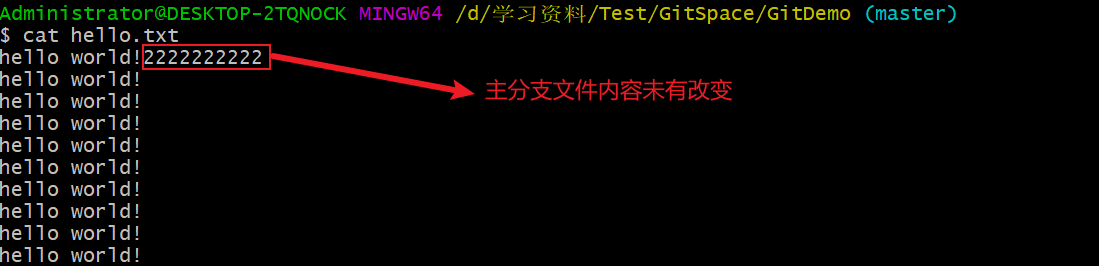 Administrator@DESKTOP-2TQNOCK MINGW64 /d/学习资料/Test/GitSpace/GitDemo (master)
$ cat hello.txt
hello world!2222222222
主分支文件内容未有改变
hello world!
hello world!
hello world!
hello world!
hello world!
hello world!
hello world!
hello world!
hello world!